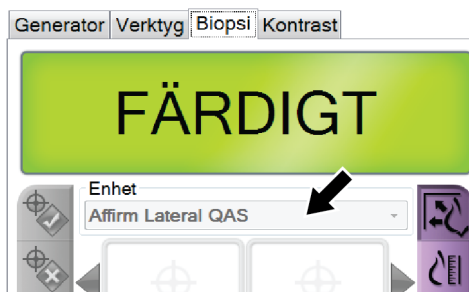 Generator Verktyg Biopsi Kontrast
FÄRDIGT
Enhet
Affirm Lateral QAS